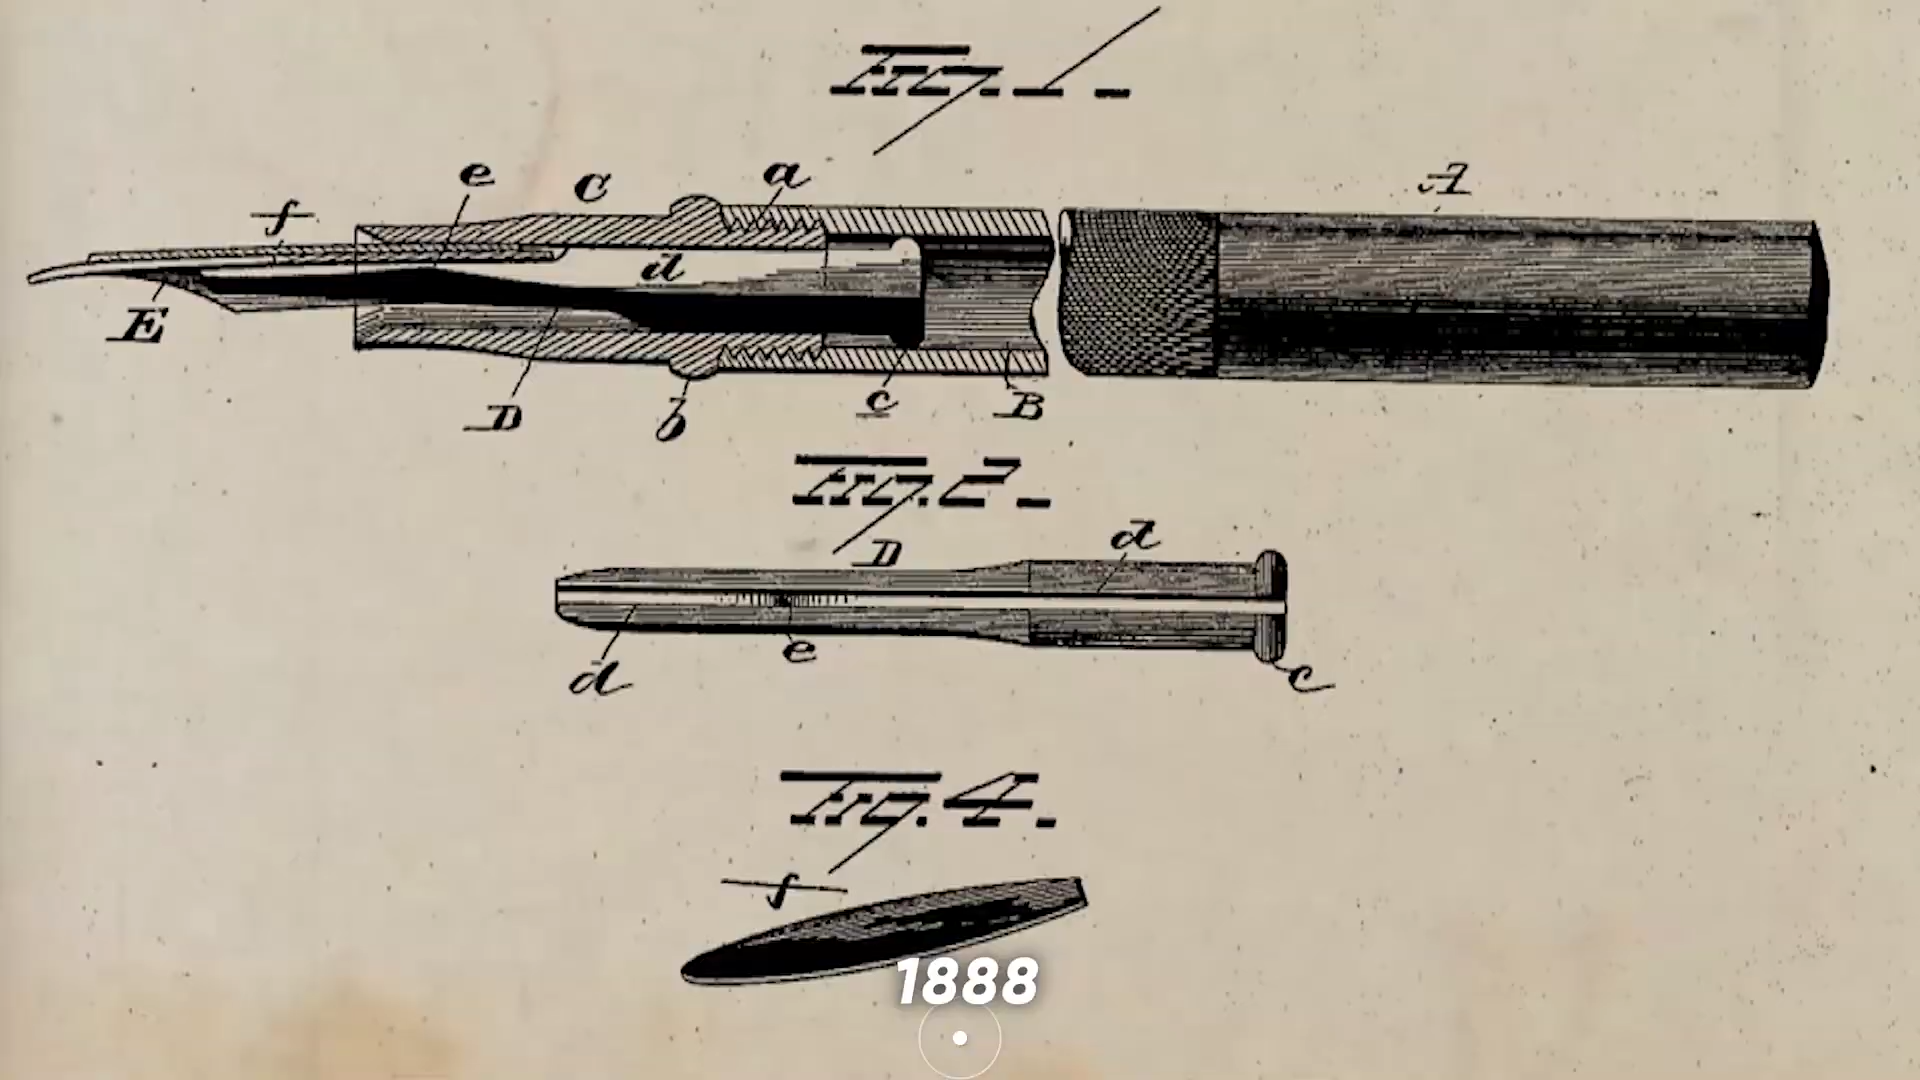 FIG. 1-
e C a A
f
d
E
D b c B
FIG. 2-
D d
e
d c
FIG. 4.
f
1888